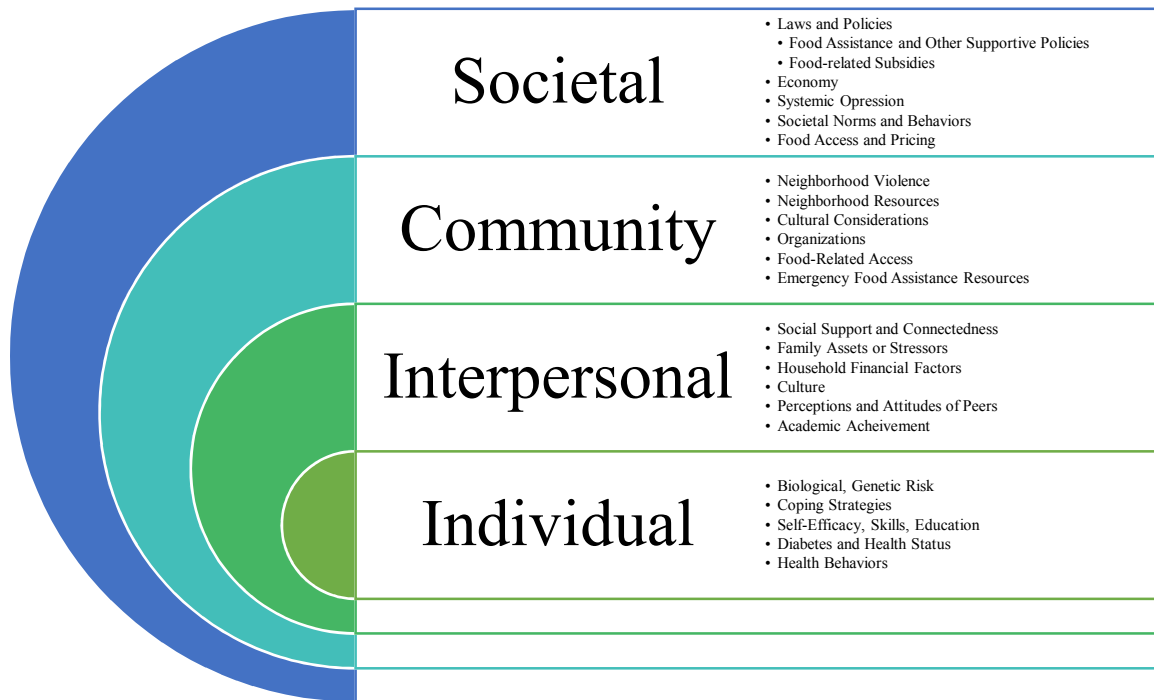 Societal
• Laws and Policies
• Food Assistance and Other Supportive Policies
• Food-related Subsidies
• Economy
• Systemic Opression
• Societal Norms and Behaviors
• Food Access and Pricing
Community
• Neighborhood Violence
• Neighborhood Resources
• Cultural Considerations
• Organizations
• Food-Related Access
• Emergency Food Assistance Resources
Interpersonal
• Social Support and Connectedness
• Family Assets or Stressors
• Household Financial Factors
• Culture
• Perceptions and Attitudes of Peers
• Academic Acheivement
Individual
• Biological, Genetic Risk
• Coping Strategies
• Self-Efficacy, Skills, Education
• Diabetes and Health Status
• Health Behaviors